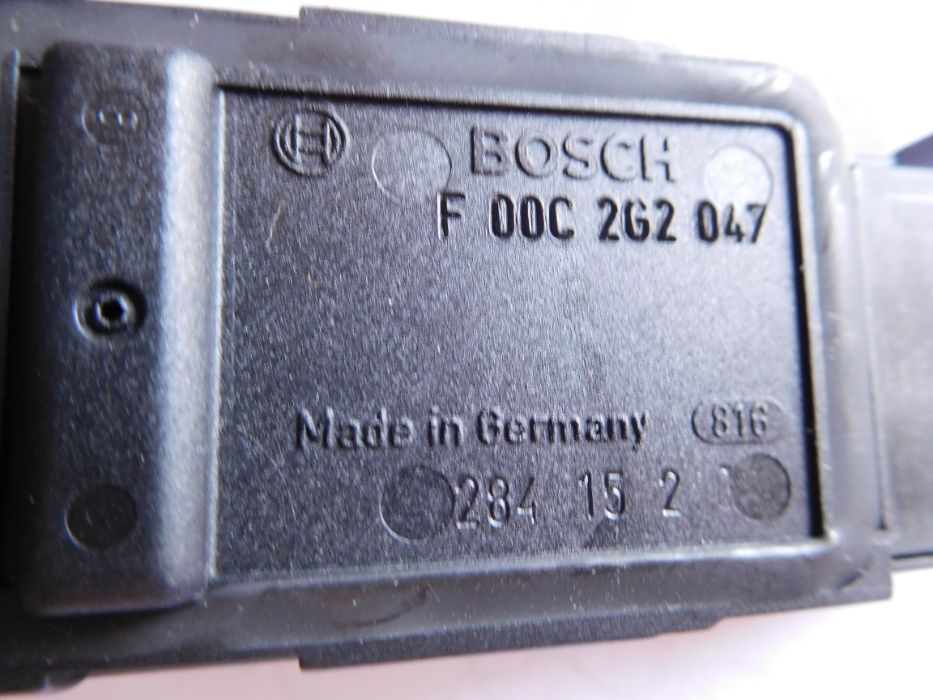 BOSCH
F 00C 2G2 047
Made in Germany 816
284 15 2